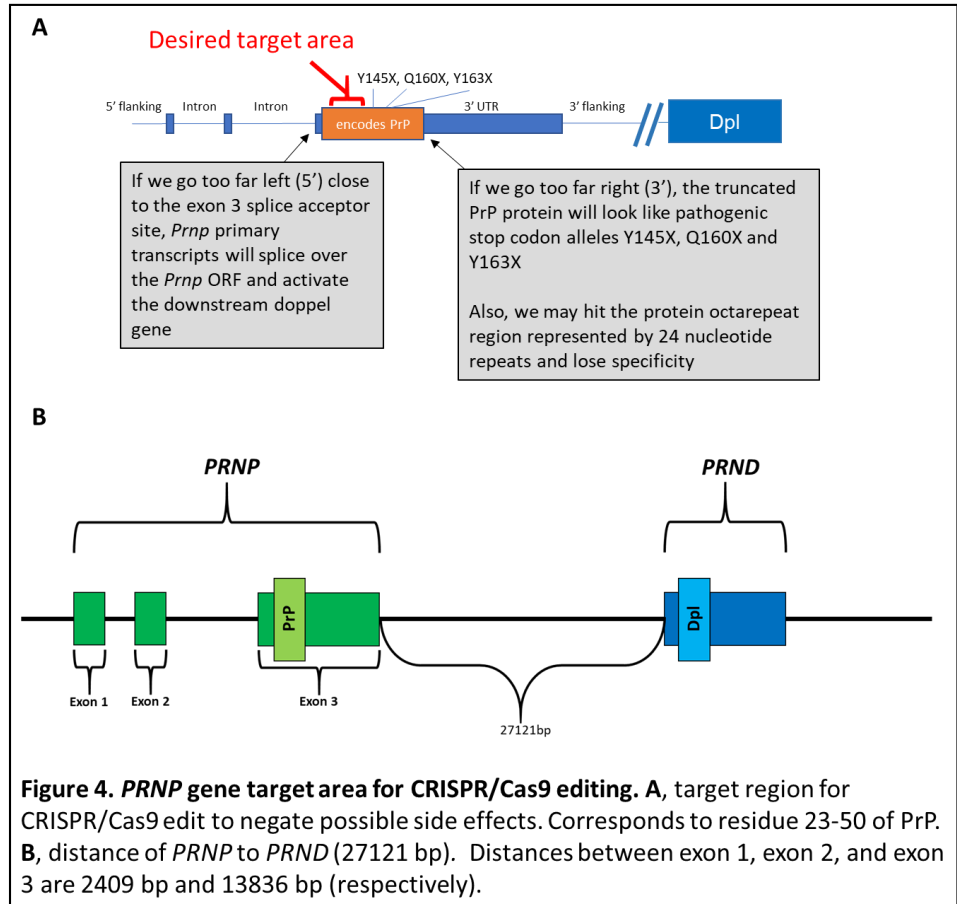 A
Desired target area
Y145X, Q160X, Y163X
5' flanking
Intron
Intron
3' UTR
3' flanking
encodes PrP
Dpl
If we go too far left (5') close
to the exon 3 splice acceptor
site, Prnp primary
transcripts will splice over
the Prnp ORF and activate
the downstream doppel
gene
If we go too far right (3'), the truncated
PrP protein will look like pathogenic
stop codon alleles Y145X, Q160X and
Y163X
Also, we may hit the protein octarepeat
region represented by 24 nucleotide
repeats and lose specificity
B
PRNP
PRND
PrP
Dpl
Exon 1
Exon 2
Exon 3
27121bp
Figure 4. PRNP gene target area for CRISPR/Cas9 editing. A, target region for
CRISPR/Cas9 edit to negate possible side effects. Corresponds to residue 23-50 of PrP.
B, distance of PRNP to PRND (27121 bp). Distances between exon 1, exon 2, and exon
3 are 2409 bp and 13836 bp (respectively).